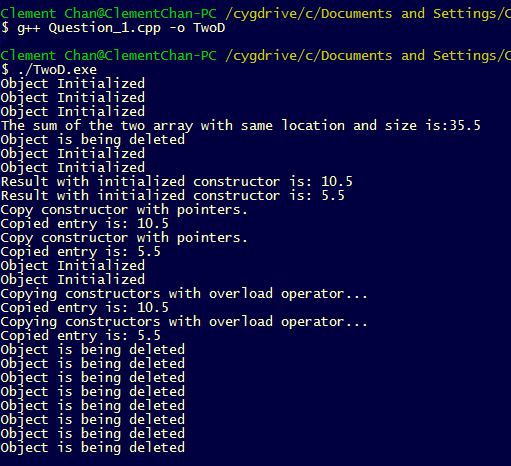 Clement Chan@ClementChan-PC /cygdrive/c/Documents and Settings/C
$ g++ Question_1.cpp -o TwoD
Clement Chan@ClementChan-PC /cygdrive/c/Documents and Settings/C
$ ./TwoD.exe
Object Initialized
Object Initialized
Object Initialized
The sum of the two array with same location and size is:35.5
Object is being deleted
Object Initialized
Object Initialized
Result with initialized constructor is: 10.5
Result with initialized constructor is: 5.5
Copy constructor with pointers.
Copied entry is: 10.5
Copy constructor with pointers.
Copied entry is: 5.5
Object Initialized
Object Initialized
Copying constructors with overload operator...
Copied entry is: 10.5
Copying constructors with overload operator...
Copied entry is: 5.5
Object is being deleted
Object is being deleted
Object is being deleted
Object is being deleted
Object is being deleted
Object is being deleted
Object is being deleted
Object is being deleted